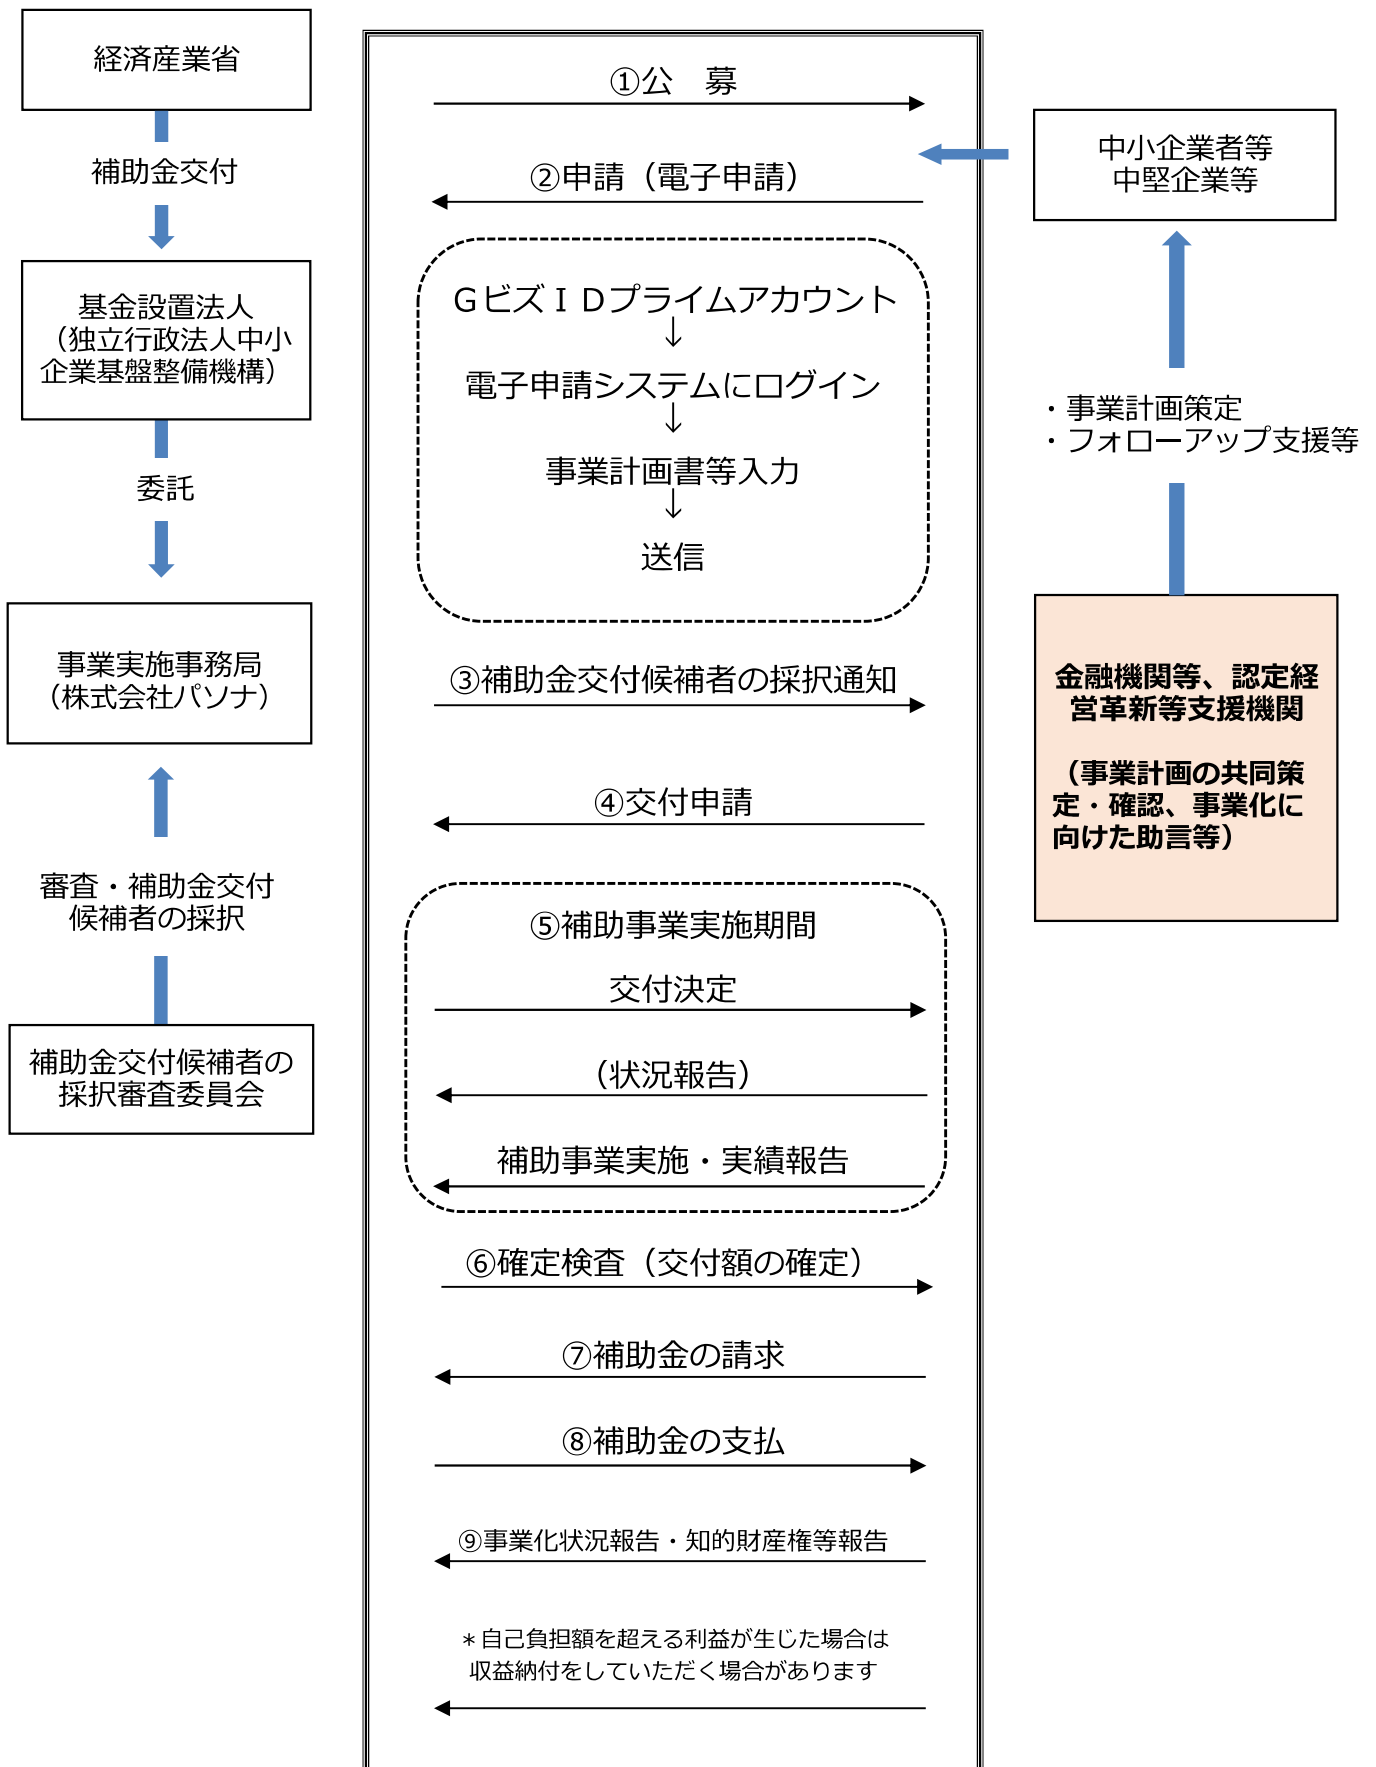 経済産業省
補助金交付
基金設置法人
（独立行政法人中小
企業基盤整備機構）
委託
事業実施事務局
（株式会社パソナ）
審査・補助金交付
候補者の採択
補助金交付候補者の
採択審査委員会
①公　募
②申請（電子申請）
ＧビズＩＤプライムアカウント
↓
電子申請システムにログイン
↓
事業計画書等入力
↓
送信
③補助金交付候補者の採択通知
④交付申請
⑤補助事業実施期間
交付決定
（状況報告）
補助事業実施・実績報告
⑥確定検査（交付額の確定）
⑦補助金の請求
⑧補助金の支払
⑨事業化状況報告・知的財産権等報告
＊自己負担額を超える利益が生じた場合は
収益納付をしていただく場合があります
中小企業者等
中堅企業等
・事業計画策定
・フォローアップ支援等
金融機関等、認定経
営革新等支援機関
（事業計画の共同策
定・確認、事業化に
向けた助言等）